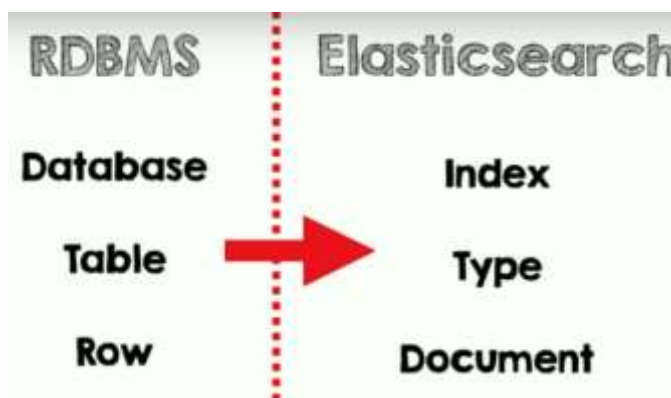 RDBMS
Elasticsearch
Database
Index
Table
Type
Row
Document